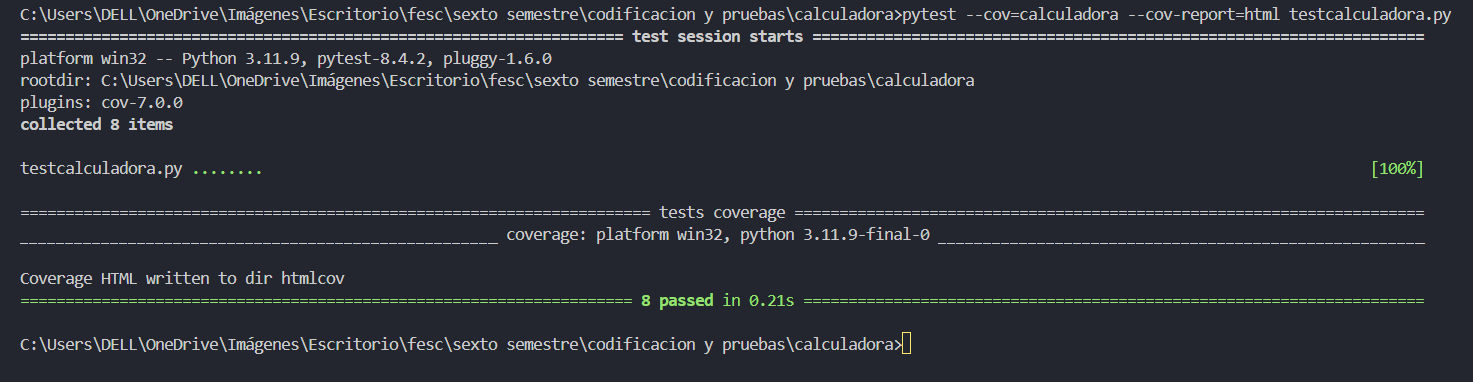 C:\Users\DELL\OneDrive\Imágenes\Escritorio\fesc\sexto semestre\codificacion y pruebas\calculadora>pytest --cov=calculadora --cov-report=html testcalculadora.py
=================================================================== test session starts ====================================================================
platform win32 -- Python 3.11.9, pytest-8.4.2, pluggy-1.6.0
rootdir: C:\Users\DELL\OneDrive\Imágenes\Escritorio\fesc\sexto semestre\codificacion y pruebas\calculadora
plugins: cov-7.0.0
collected 8 items
testcalculadora.py ........ [100%]
====================================================================== tests coverage ======================================================================
_____________________________________________________ coverage: platform win32, python 3.11.9-final-0 ______________________________________________________
Coverage HTML written to dir htmlcov
==================================================================== 8 passed in 0.21s =====================================================================
C:\Users\DELL\OneDrive\Imágenes\Escritorio\fesc\sexto semestre\codificacion y pruebas\calculadora>